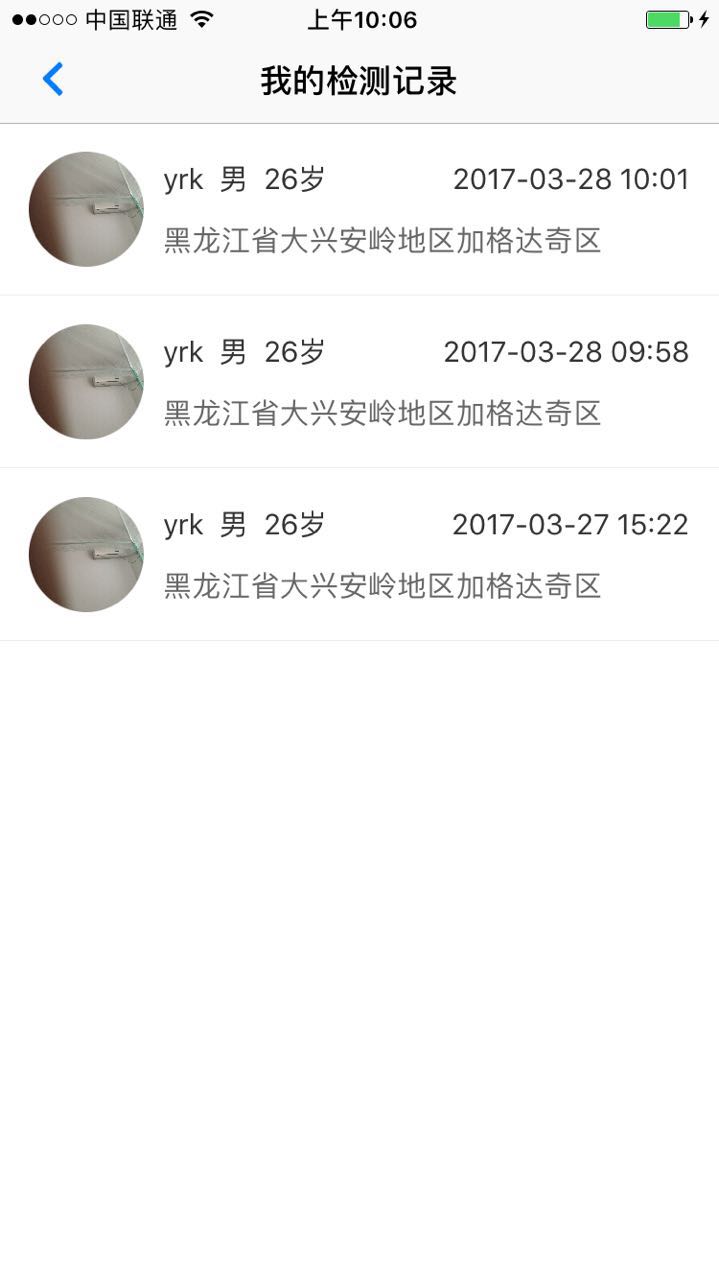 中国联通 上午10:06
我的检测记录
yrk 男 26岁 2017-03-28 10:01
黑龙江省大兴安岭地区加格达奇区
yrk 男 26岁 2017-03-28 09:58
黑龙江省大兴安岭地区加格达奇区
yrk 男 26岁 2017-03-27 15:22
黑龙江省大兴安岭地区加格达奇区